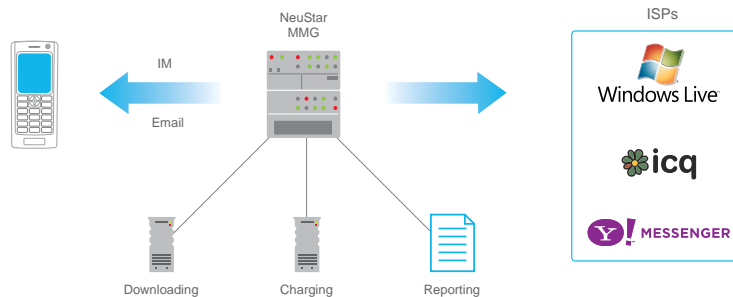 NeuStar
MMG
ISPs
IM
Email
Windows Live
icq
Y! MESSENGER
Downloading
Charging
Reporting